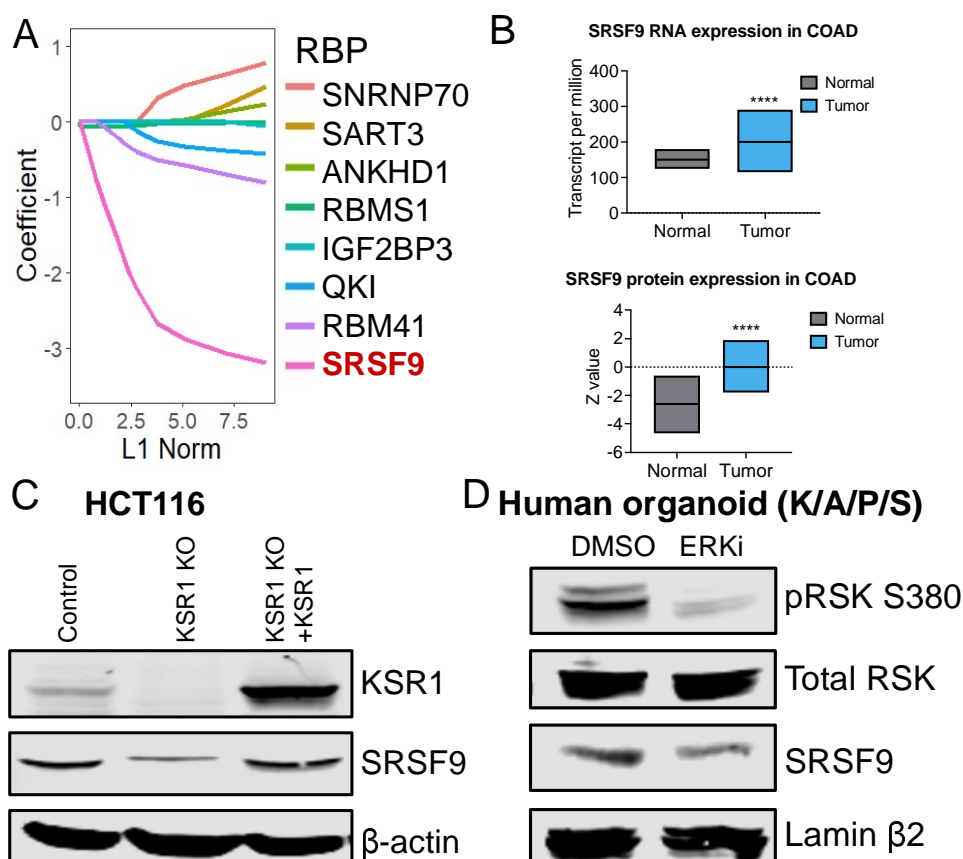 A
1
0
-1
-2
-3
Coefficient
0.0 2.5 5.0 7.5
L1 Norm
RBP
SNRNP70
SART3
ANKHD1
RBMS1
IGF2BP3
QKI
RBM41
SRSF9
B
SRSF9 RNA expression in COAD
Transcript per million
400
300
200
100
0
****
Normal
Tumor
Normal Tumor
SRSF9 protein expression in COAD
Z value
4
2
0
-2
-4
-6
****
Normal
Tumor
Normal Tumor
C
HCT116
Control
KSR1 KO
KSR1 KO
+KSR1
KSR1
SRSF9
β-actin
D
Human organoid (K/A/P/S)
DMSO ERKi
pRSK S380
Total RSK
SRSF9
Lamin β2